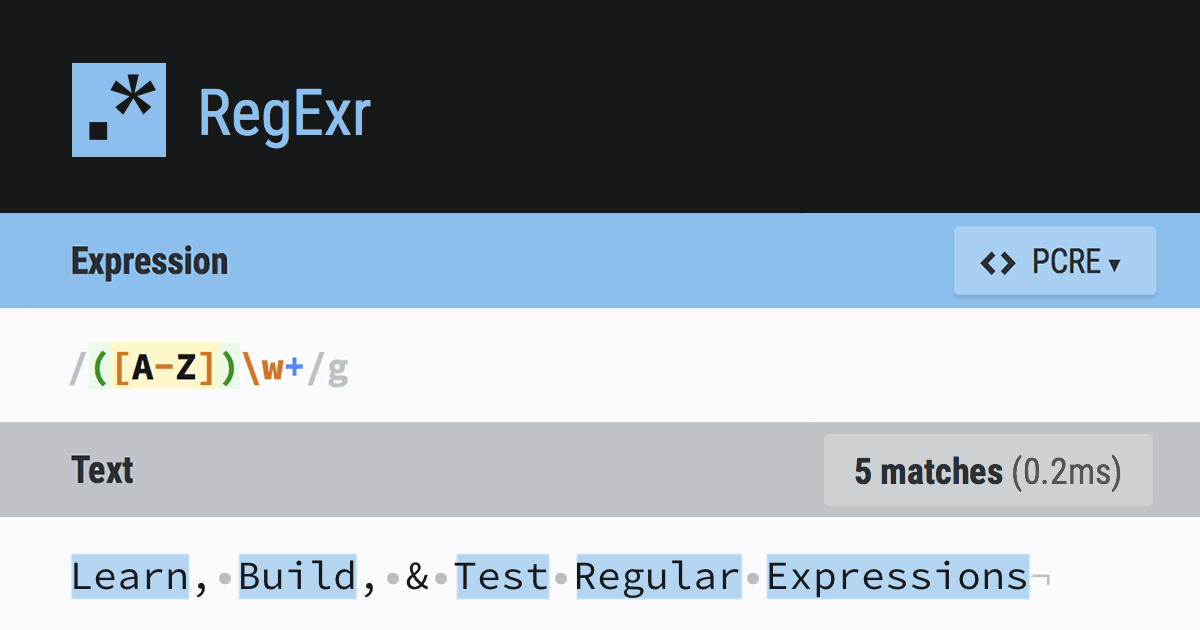 .* RegExr
Expression
<> PCRE ▾
/([A-Z])\w+/g
Text
5 matches (0.2ms)
Learn,•Build,•&•Test•Regular•Expressions¬